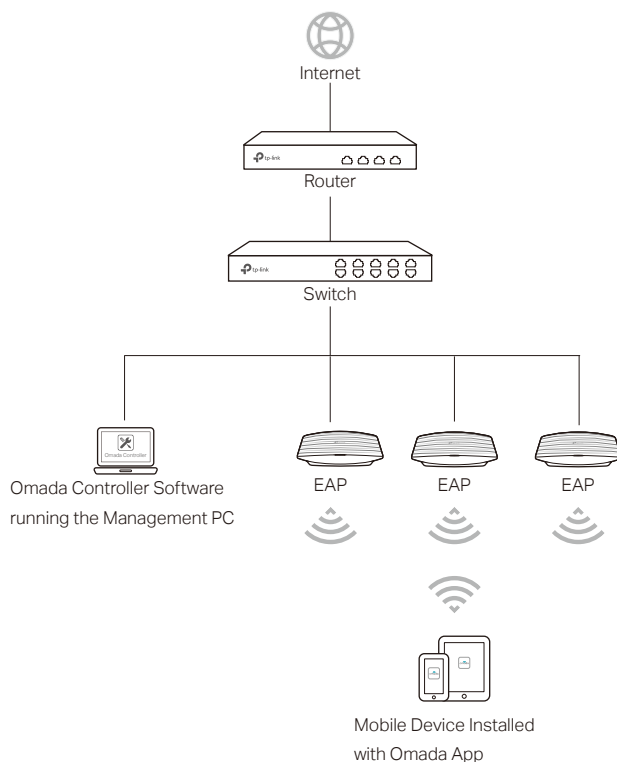 Internet
tp-link
Router
tp-link
Switch
Omada Controller
Omada Controller Software
running the Management PC
EAP
EAP
EAP
Mobile Device Installed
with Omada App